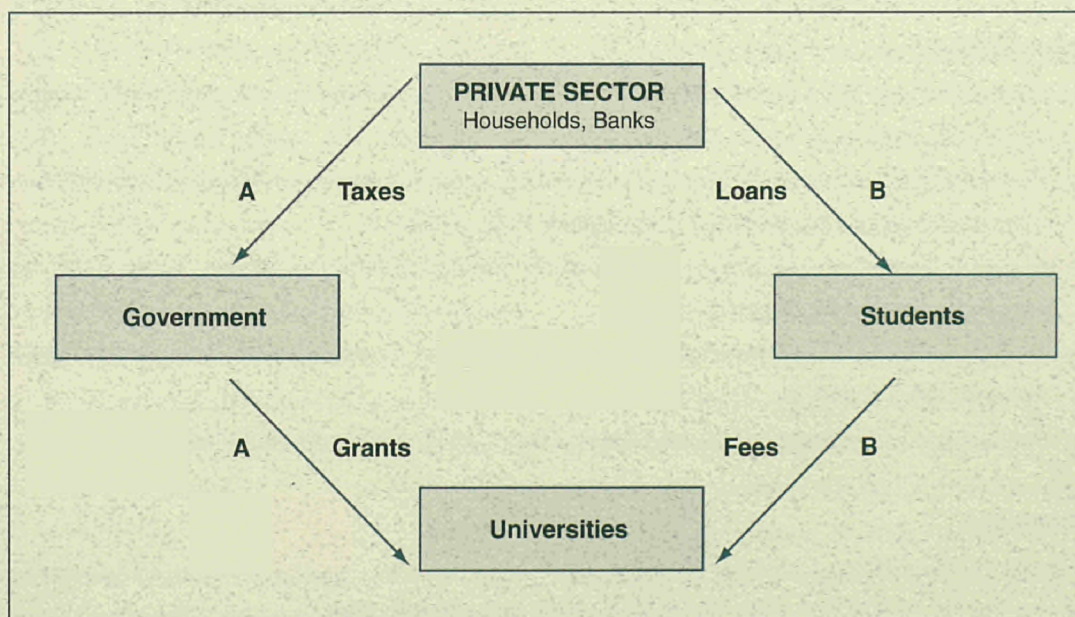 PRIVATE SECTOR
Households, Banks
A Taxes Loans B
Government Students
A Grants Fees B
Universities